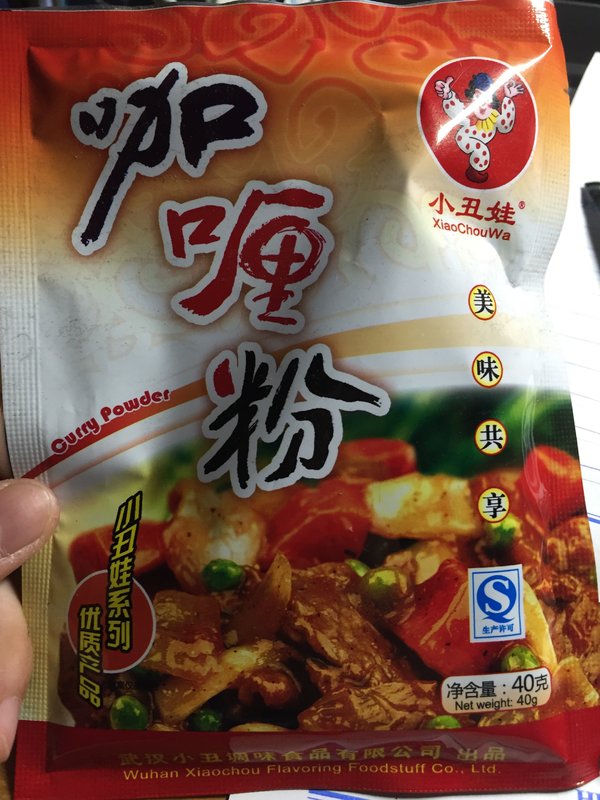 咖喱粉
小丑娃®
XiaoChouWa
美味共享
Curry Powder
小丑娃系列
优质产品
生产许可
净含量：40克
Net weight: 40g
武汉小丑调味食品有限公司 出品
Wuhan Xiaochou Flavoring Foodstuff Co., Ltd.